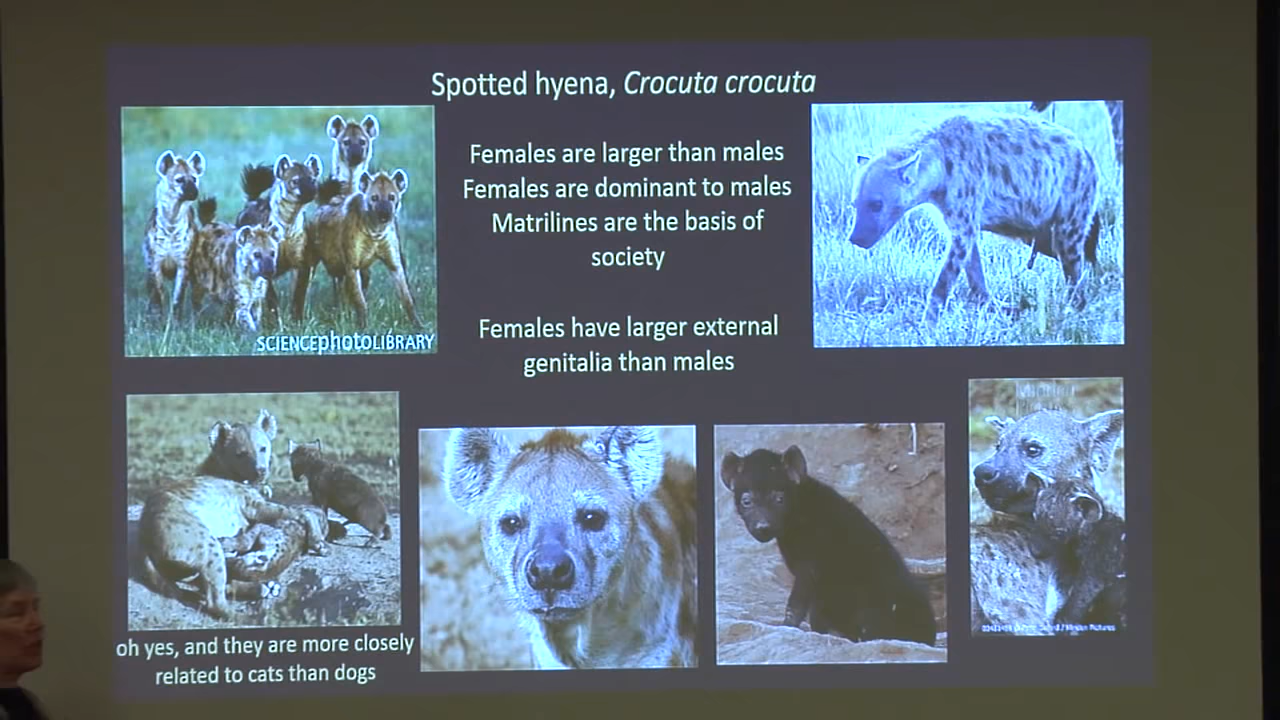 Spotted hyena, Crocuta crocuta
Females are larger than males
Females are dominant to males
Matrilines are the basis of
society
Females have larger external
genitalia than males
SCIENCEphotoLIBRARY
oh yes, and they are more closely
related to cats than dogs